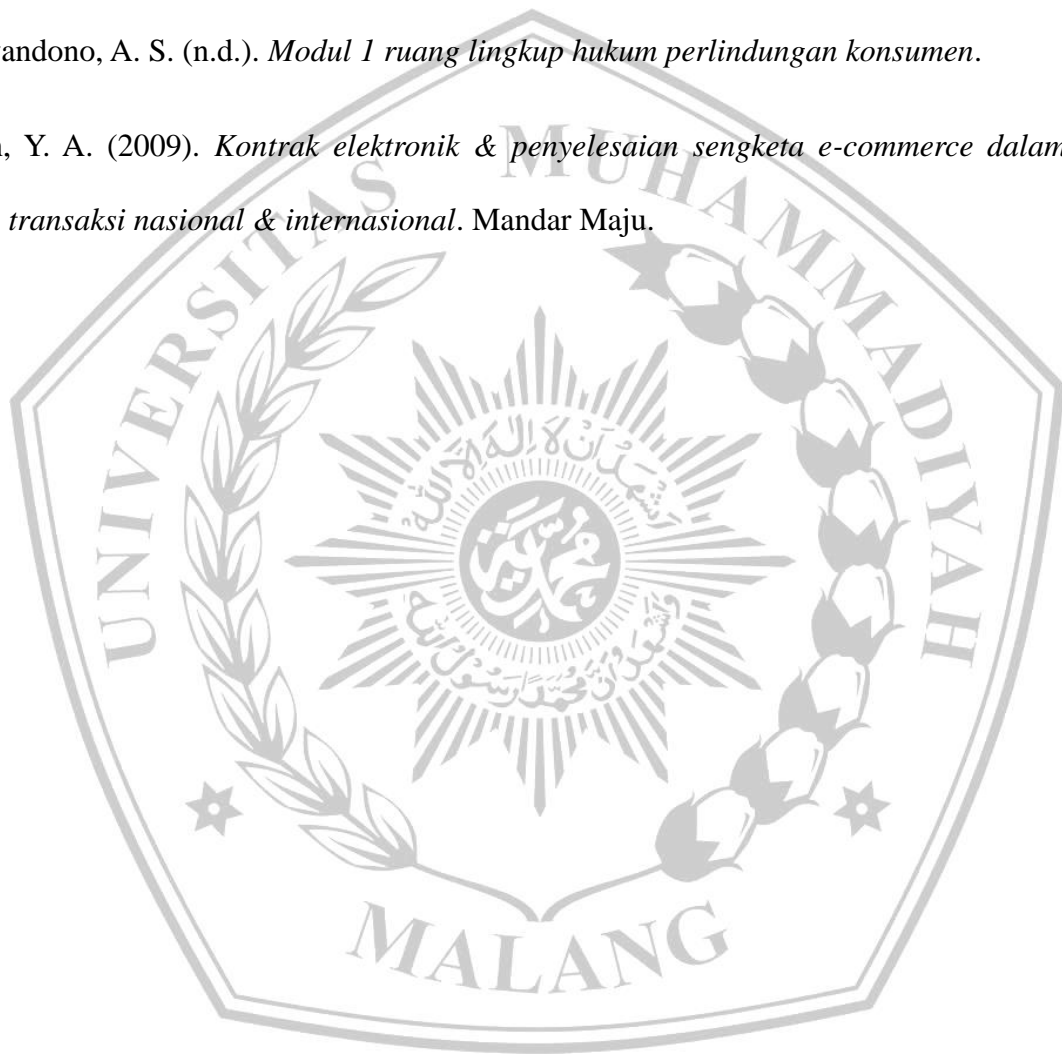 andono, A. S. (n.d.). Modul 1 ruang lingkup hukum perlindungan konsumen.
, Y. A. (2009). Kontrak elektronik & penyelesaian sengketa e-commerce dalam
transaksi nasional & internasional. Mandar Maju.
UNIVERSITAS MUHAMMADIYAH
MALANG